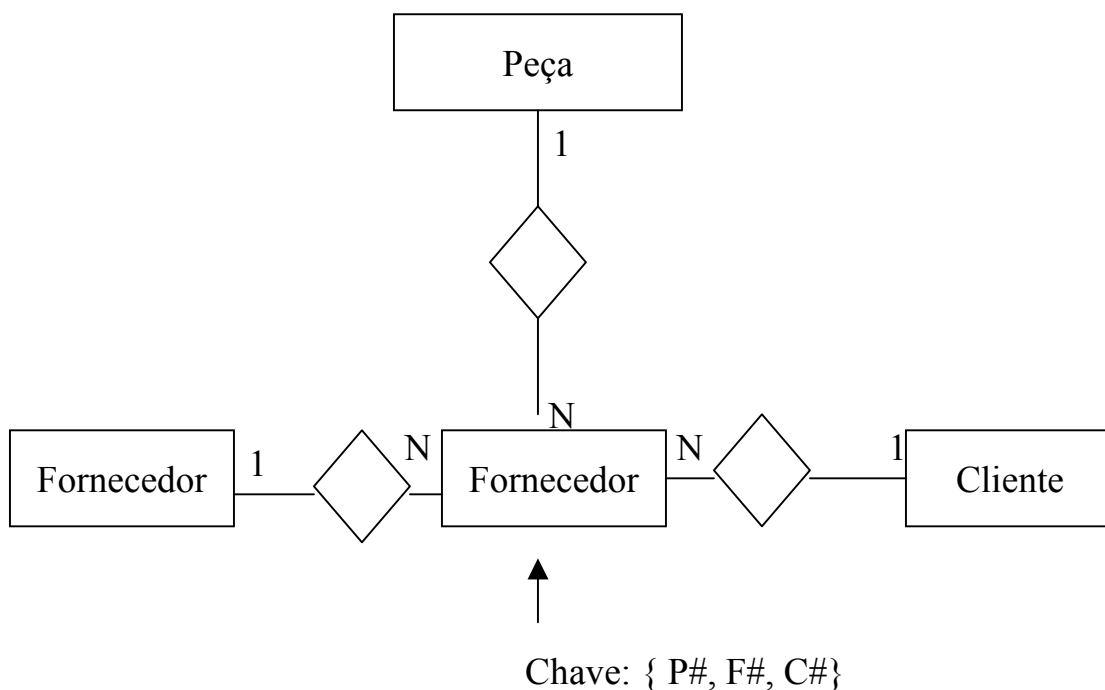 Peça
1
N
Fornecedor 1 N Fornecedor N 1 Cliente
Chave: { P#, F#, C#}